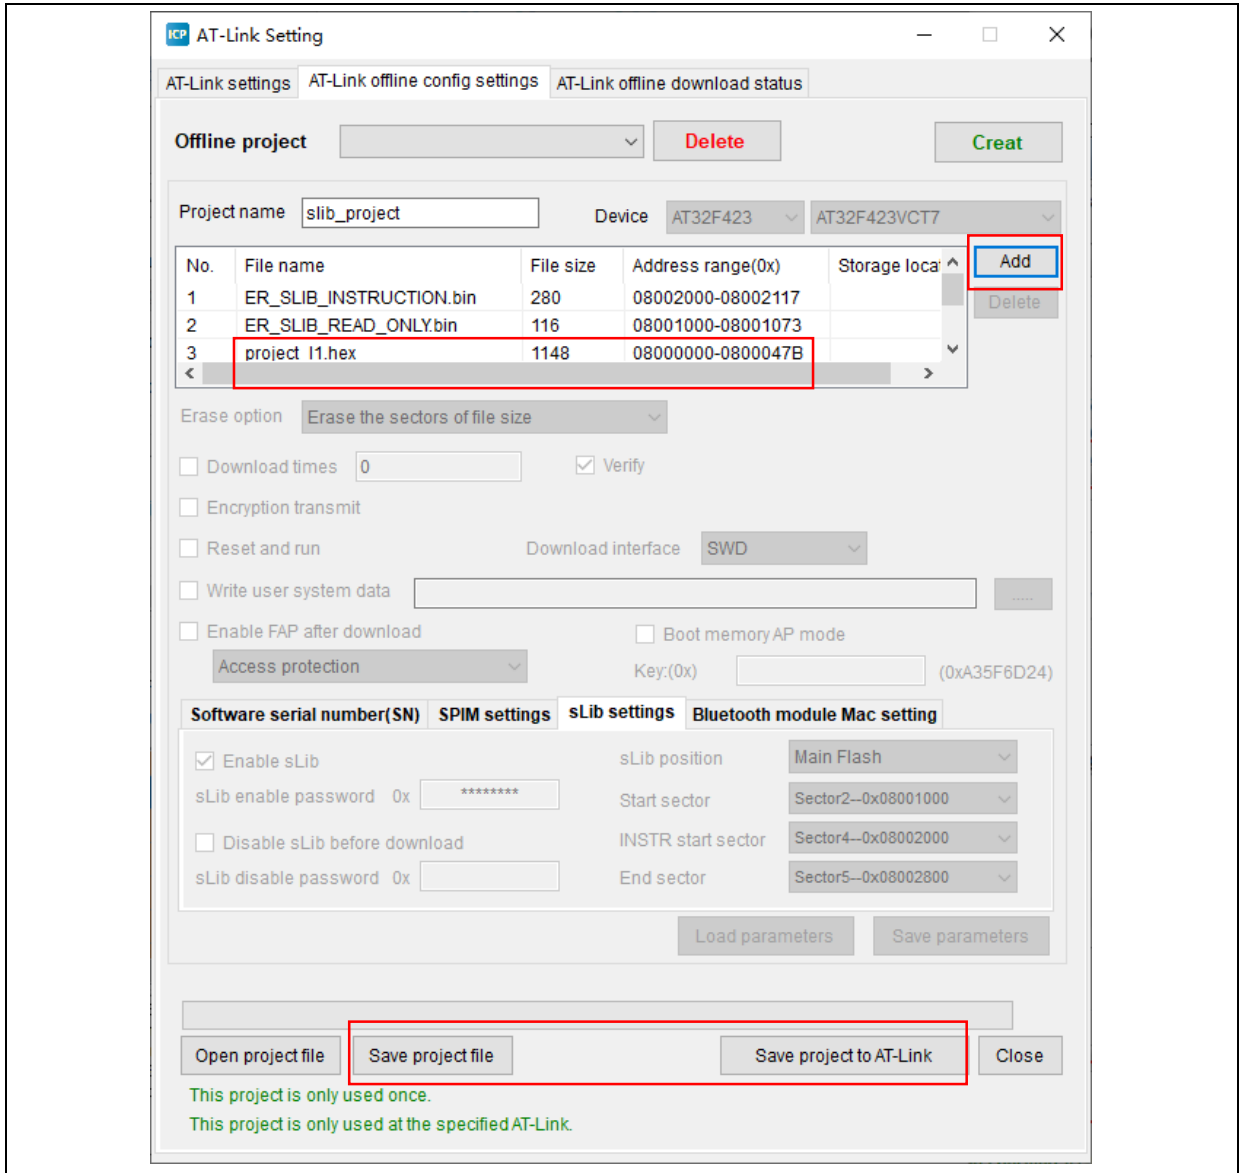 ICP AT-Link Setting
AT-Link settings AT-Link offline config settings AT-Link offline download status
Offline project Delete Creat
Project name slib_project Device AT32F423 AT32F423VCT7
No. File name File size Address range(0x) Storage locat Add
1 ER_SLIB_INSTRUCTION.bin 280 08002000-08002117 Delete
2 ER_SLIB_READ_ONLY.bin 116 08001000-08001073
3 project_l1.hex 1148 08000000-0800047B
Erase option Erase the sectors of file size
Download times 0 Verify
Encryption transmit
Reset and run Download interface SWD
Write user system data .....
Enable FAP after download Boot memory AP mode
Access protection Key:(0x) (0xA35F6D24)
Software serial number(SN) SPIM settings sLib settings Bluetooth module Mac setting
Enable sLib sLib position Main Flash
sLib enable password 0x ******** Start sector Sector2--0x08001000
Disable sLib before download INSTR start sector Sector4--0x08002000
sLib disable password 0x End sector Sector5--0x08002800
Load parameters Save parameters
Open project file Save project file Save project to AT-Link Close
This project is only used once.
This project is only used at the specified AT-Link.